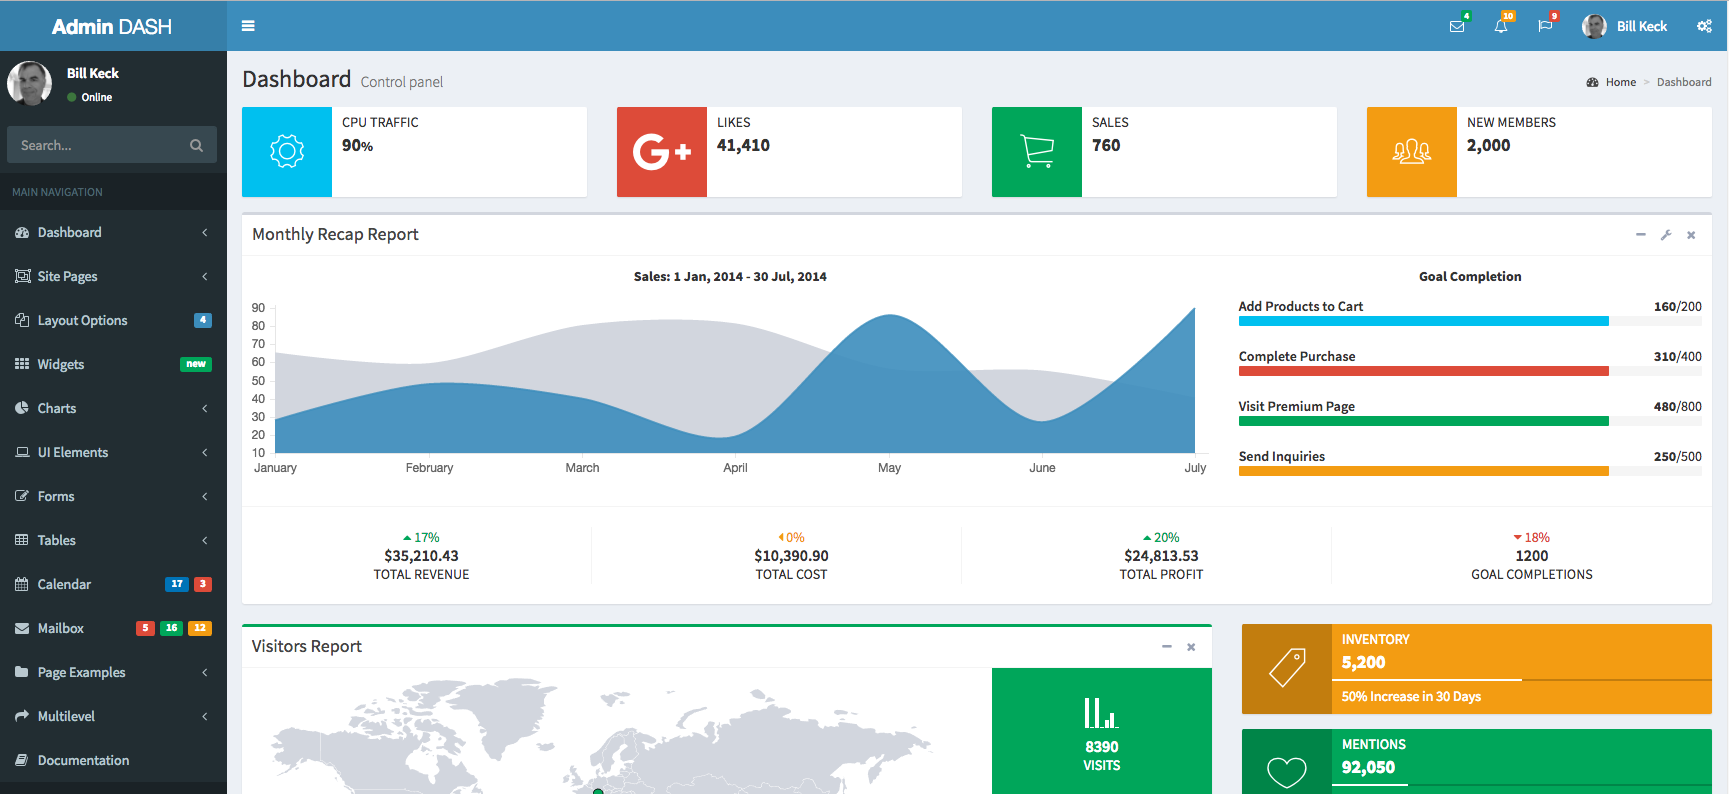 Admin DASH
4
10
9
Bill Keck
Bill Keck
Online
Search...
MAIN NAVIGATION
Dashboard
Site Pages
Layout Options 4
Widgets new
Charts
UI Elements
Forms
Tables
Calendar 17 3
Mailbox 5 16 12
Page Examples
Multilevel
Documentation
Dashboard Control panel
Home > Dashboard
CPU TRAFFIC
90%
G+
LIKES
41,410
SALES
760
NEW MEMBERS
2,000
Monthly Recap Report
Sales: 1 Jan, 2014 - 30 Jul, 2014
90
80
70
60
50
40
30
20
10
January February March April May June July
Goal Completion
Add Products to Cart 160/200
Complete Purchase 310/400
Visit Premium Page 480/800
Send Inquiries 250/500
17%
$35,210.43
TOTAL REVENUE
0%
$10,390.90
TOTAL COST
20%
$24,813.53
TOTAL PROFIT
18%
1200
GOAL COMPLETIONS
Visitors Report
8390
VISITS
INVENTORY
5,200
50% Increase in 30 Days
MENTIONS
92,050